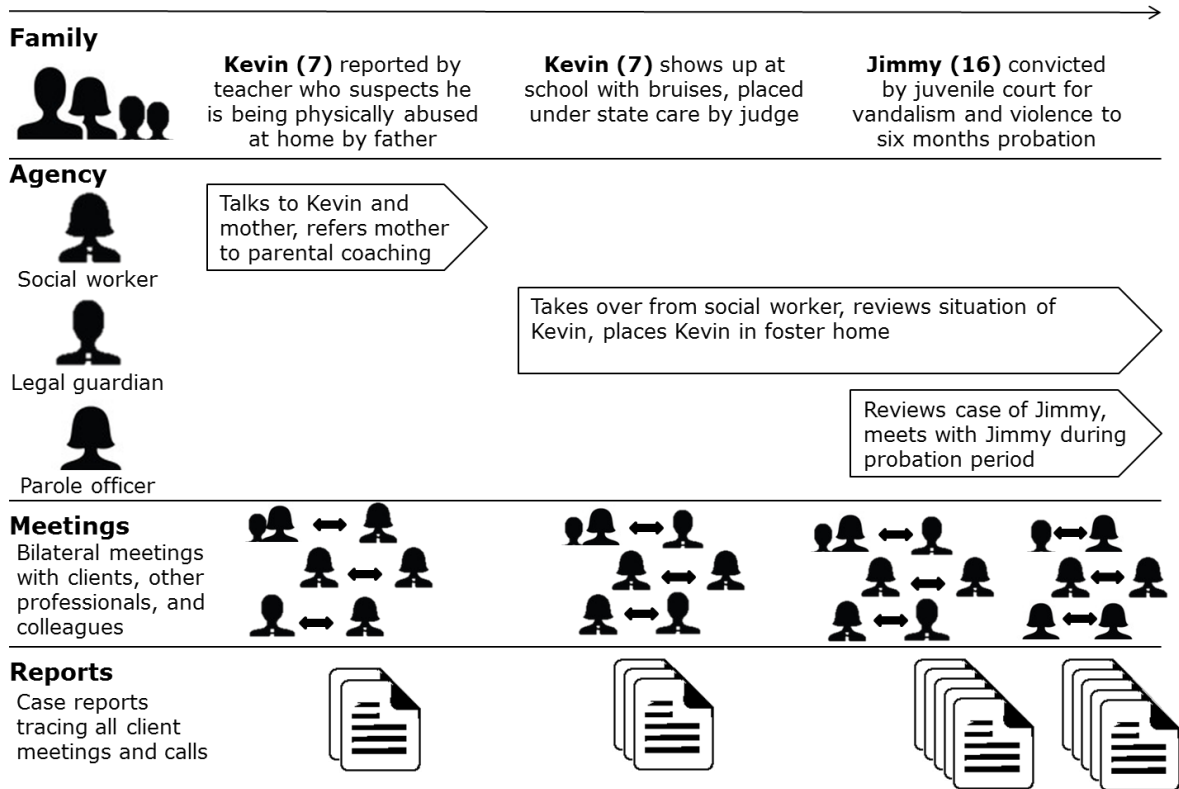 Family
Kevin (7) reported by
teacher who suspects he
is being physically abused
at home by father
Kevin (7) shows up at
school with bruises, placed
under state care by judge
Jimmy (16) convicted
by juvenile court for
vandalism and violence to
six months probation
Agency
Social worker
Talks to Kevin and
mother, refers mother
to parental coaching
Legal guardian
Takes over from social worker, reviews situation of
Kevin, places Kevin in foster home
Parole officer
Reviews case of Jimmy,
meets with Jimmy during
probation period
Meetings
Bilateral meetings
with clients, other
professionals, and
colleagues
Reports
Case reports
tracing all client
meetings and calls